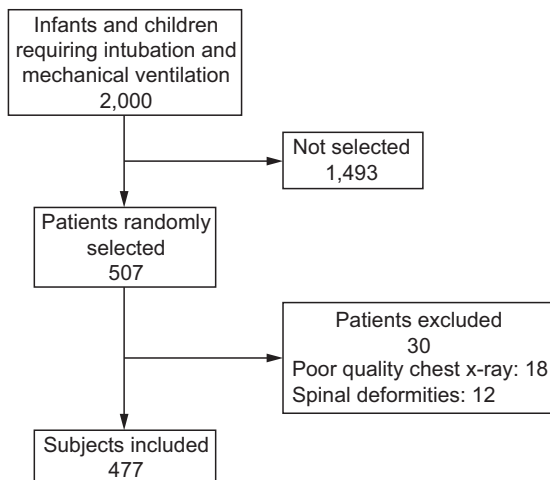 Infants and children
requiring intubation and
mechanical ventilation
2,000
Not selected
1,493
Patients randomly
selected
507
Patients excluded
30
Poor quality chest x-ray: 18
Spinal deformities: 12
Subjects included
477